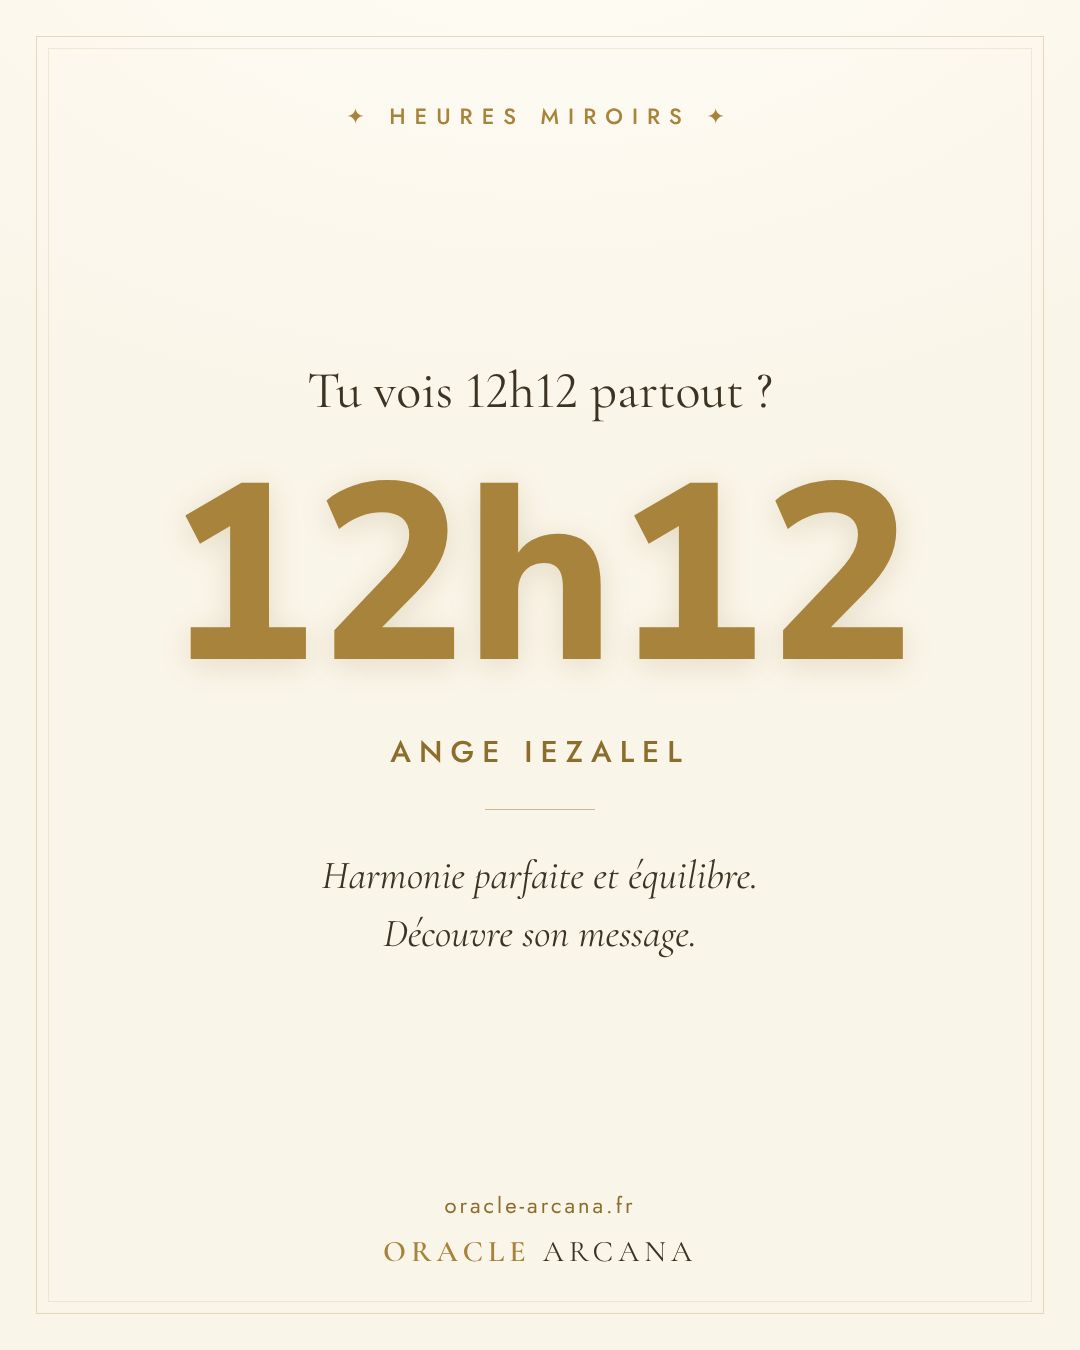 ✦ HEURES MIROIRS ✦
Tu vois 12h12 partout ?
12h12
ANGE IEZALEL
Harmonie parfaite et équilibre.
Découvre son message.
oracle-arcana.fr
ORACLE ARCANA